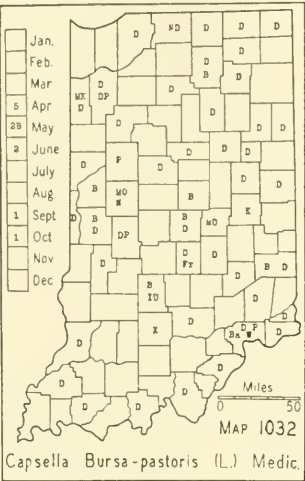 Jan.
Feb.
Mar
5 Apr
28 May
2 June
July
Aug
1 Sept
1 Oct
Nov
Dec
D ND D D D
D D D
D B D
MX D D DP
D D
D D
D D D
P
D D D
B MO N B
D B D DP B D MO K
D D Fr D B D
B IU D
K D D D
Ba D P W D
D D
D D D D
Miles
0 50
MAP 1032
Capsella Bursa-pastoris (L.) Medic.